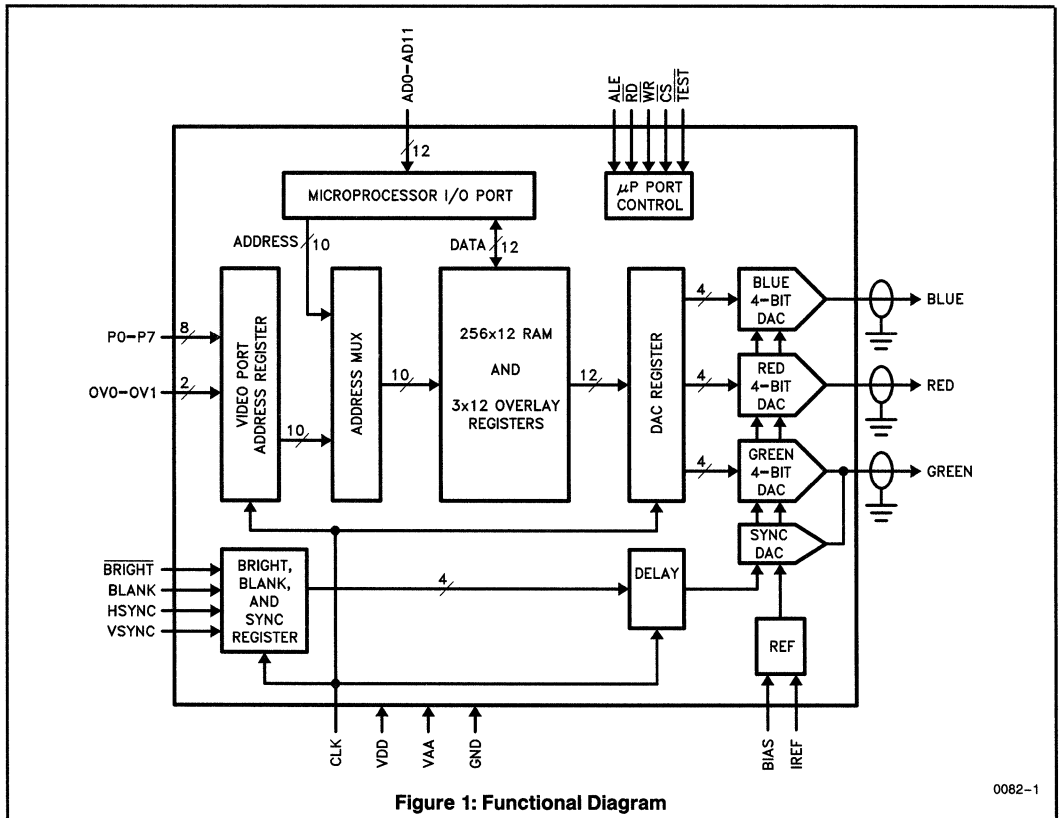 AD0-AD11
ALE
RD
WR
CS
TEST
12
MICROPROCESSOR I/O PORT
μP PORT
CONTROL
ADDRESS
10
DATA
12
P0-P7
8
OV0-OV1
2
VIDEO PORT
ADDRESS REGISTER
10
ADDRESS MUX
10
256x12 RAM
AND
3x12 OVERLAY
REGISTERS
12
DAC REGISTER
4
BLUE
4-BIT
DAC
BLUE
4
RED
4-BIT
DAC
RED
4
GREEN
4-BIT
DAC
GREEN
SYNC
DAC
BRIGHT
BLANK
HSYNC
VSYNC
BRIGHT,
BLANK,
AND
SYNC
REGISTER
4
DELAY
REF
CLK
VDD
VAA
GND
BIAS
IREF
Figure 1: Functional Diagram
0082-1